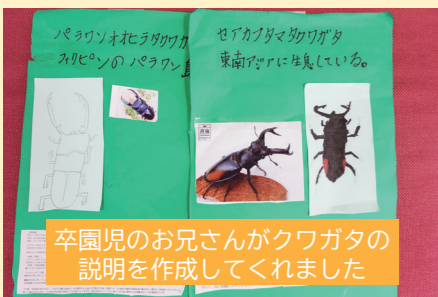 パラワンオオヒラタクワガ
フィリピンのパラワン島
セアカフタマタクワガタ
東南アジアに生息している。
卒園児のお兄さんがクワガタの
説明を作成してくれました